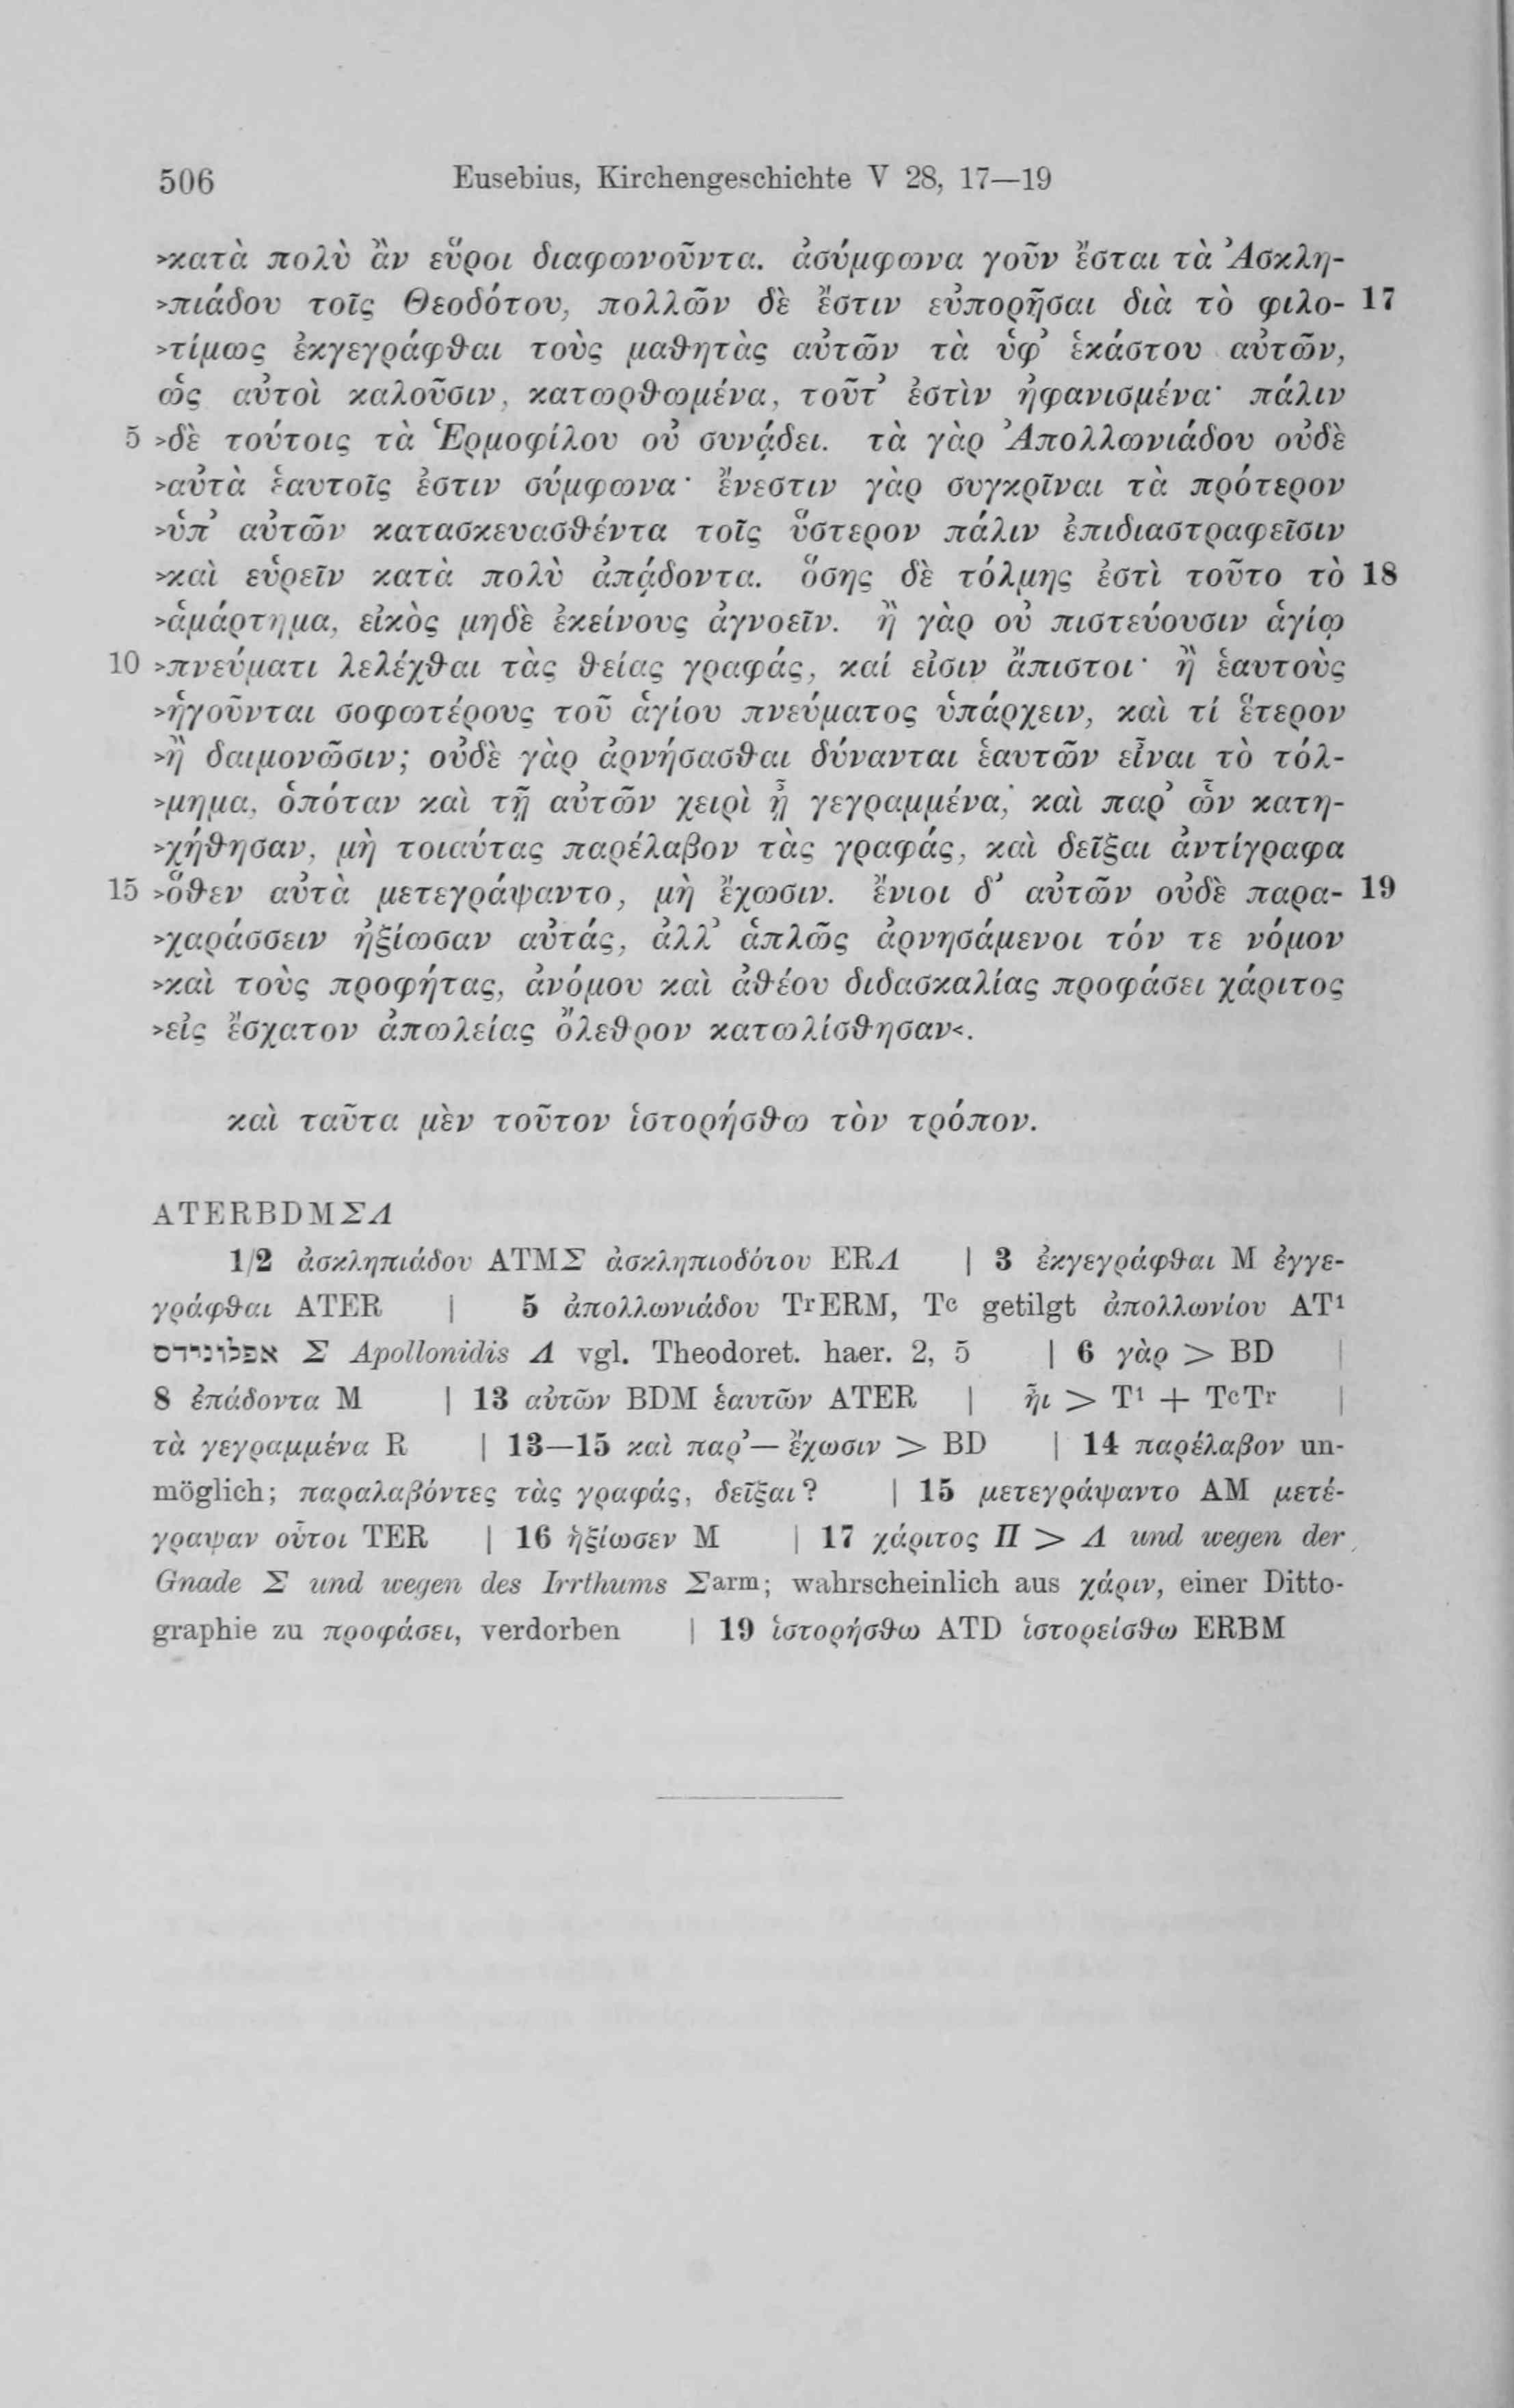 506 Eusebius, Kirchengeschichte V 28, 17—19
>κατὰ πολὺ ἂν εὕροι διαφωνοῦντα. ἀσύμφωνα γοῦν ἔσται τὰ Ἀσκλη-
>πιάδου τοῖς Θεοδότου, πολλῶν δὲ ἔστιν εὐπορῆσαι διὰ τὸ φιλο- 17
>τίμως ἐκγεγράφθαι τοὺς μαθητὰς αὐτῶν τὰ ὑφ᾽ ἑκάστου αὐτῶν,
ὡς αὐτοὶ καλοῦσιν, κατωρθωμένα, τοῦτ᾽ ἐστὶν ἠφανισμένα· πάλιν
5 >δὲ τούτοις τὰ Ἑρμοφίλου οὐ συνᾴδει. τὰ γὰρ Ἀπολλωνιάδου οὐδὲ
>αὐτὰ ἑαυτοῖς ἐστιν σύμφωνα· ἔνεστιν γὰρ συγκρῖναι τὰ πρότερον
>ὑπ᾽ αὐτῶν κατασκευασθέντα τοῖς ὕστερον πάλιν ἐπιδιαστραφεῖσιν
>καὶ εὑρεῖν κατὰ πολὺ ἀπᾴδοντα. ὅσης δὲ τόλμης ἐστὶ τοῦτο τὸ 18
>ἁμάρτημα, εἰκὸς μηδὲ ἐκείνους ἀγνοεῖν. ἢ γὰρ οὐ πιστεύουσιν ἁγίῳ
10 >πνεύματι λελέχθαι τὰς θείας γραφάς, καί εἰσιν ἄπιστοι· ἢ ἑαυτοὺς
>ἡγοῦνται σοφωτέρους τοῦ ἁγίου πνεύματος ὑπάρχειν, καὶ τί ἕτερον
>ἢ δαιμονῶσιν; οὐδὲ γὰρ ἀρνήσασθαι δύνανται ἑαυτῶν εἶναι τὸ τόλ-
>μημα, ὁπόταν καὶ τῇ αὐτῶν χειρὶ ᾖ γεγραμμένα, καὶ παρ᾽ ὧν κατη-
>χήθησαν, μὴ τοιαύτας παρέλαβον τὰς γραφάς, καὶ δεῖξαι ἀντίγραφα
15 >ὅθεν αὐτὰ μετεγράψαντο, μὴ ἔχωσιν. ἔνιοι δ᾽ αὐτῶν οὐδὲ παρα- 19
>χαράσσειν ἠξίωσαν αὐτάς, ἀλλ᾽ ἁπλῶς ἀρνησάμενοι τόν τε νόμον
>καὶ τοὺς προφήτας, ἀνόμου καὶ ἀθέου διδασκαλίας προφάσει χάριτος
>εἰς ἔσχατον ἀπωλείας ὄλεθρον κατωλίσθησαν<.
καὶ ταῦτα μὲν τοῦτον ἱστορήσθω τὸν τρόπον.
ATERBDMΣΛ
1/2 ἀσκληπιάδου ATMΣ ἀσκληπιοδότου ERΛ | 3 ἐκγεγράφθαι M ἐγγε-
γράφθαι ATER | 5 ἀπολλωνιάδου TʳERM, Tᶜ getilgt ἀπολλωνίου AT¹
אפלונידס Σ Apollonidis Λ vgl. Theodoret. haer. 2, 5 | 6 γὰρ > BD |
8 ἐπάδοντα M | 13 αὐτῶν BDM ἑαυτῶν ATER | ἦι > T¹ + TᶜTʳ |
τὰ γεγραμμένα R | 13—15 καὶ παρ᾽— ἔχωσιν > BD | 14 παρέλαβον un-
möglich; παραλαβόντες τὰς γραφάς, δεῖξαι? | 15 μετεγράψαντο AM μετέ-
γραψαν οὗτοι TER | 16 ἠξίωσεν M | 17 χάριτος Π > Λ und wegen der
Gnade Σ und wegen des Irrthums Σarm; wahrscheinlich aus χάριν, einer Ditto-
graphie zu προφάσει, verdorben | 19 ἱστορήσθω ATD ἱστορείσθω ERBM